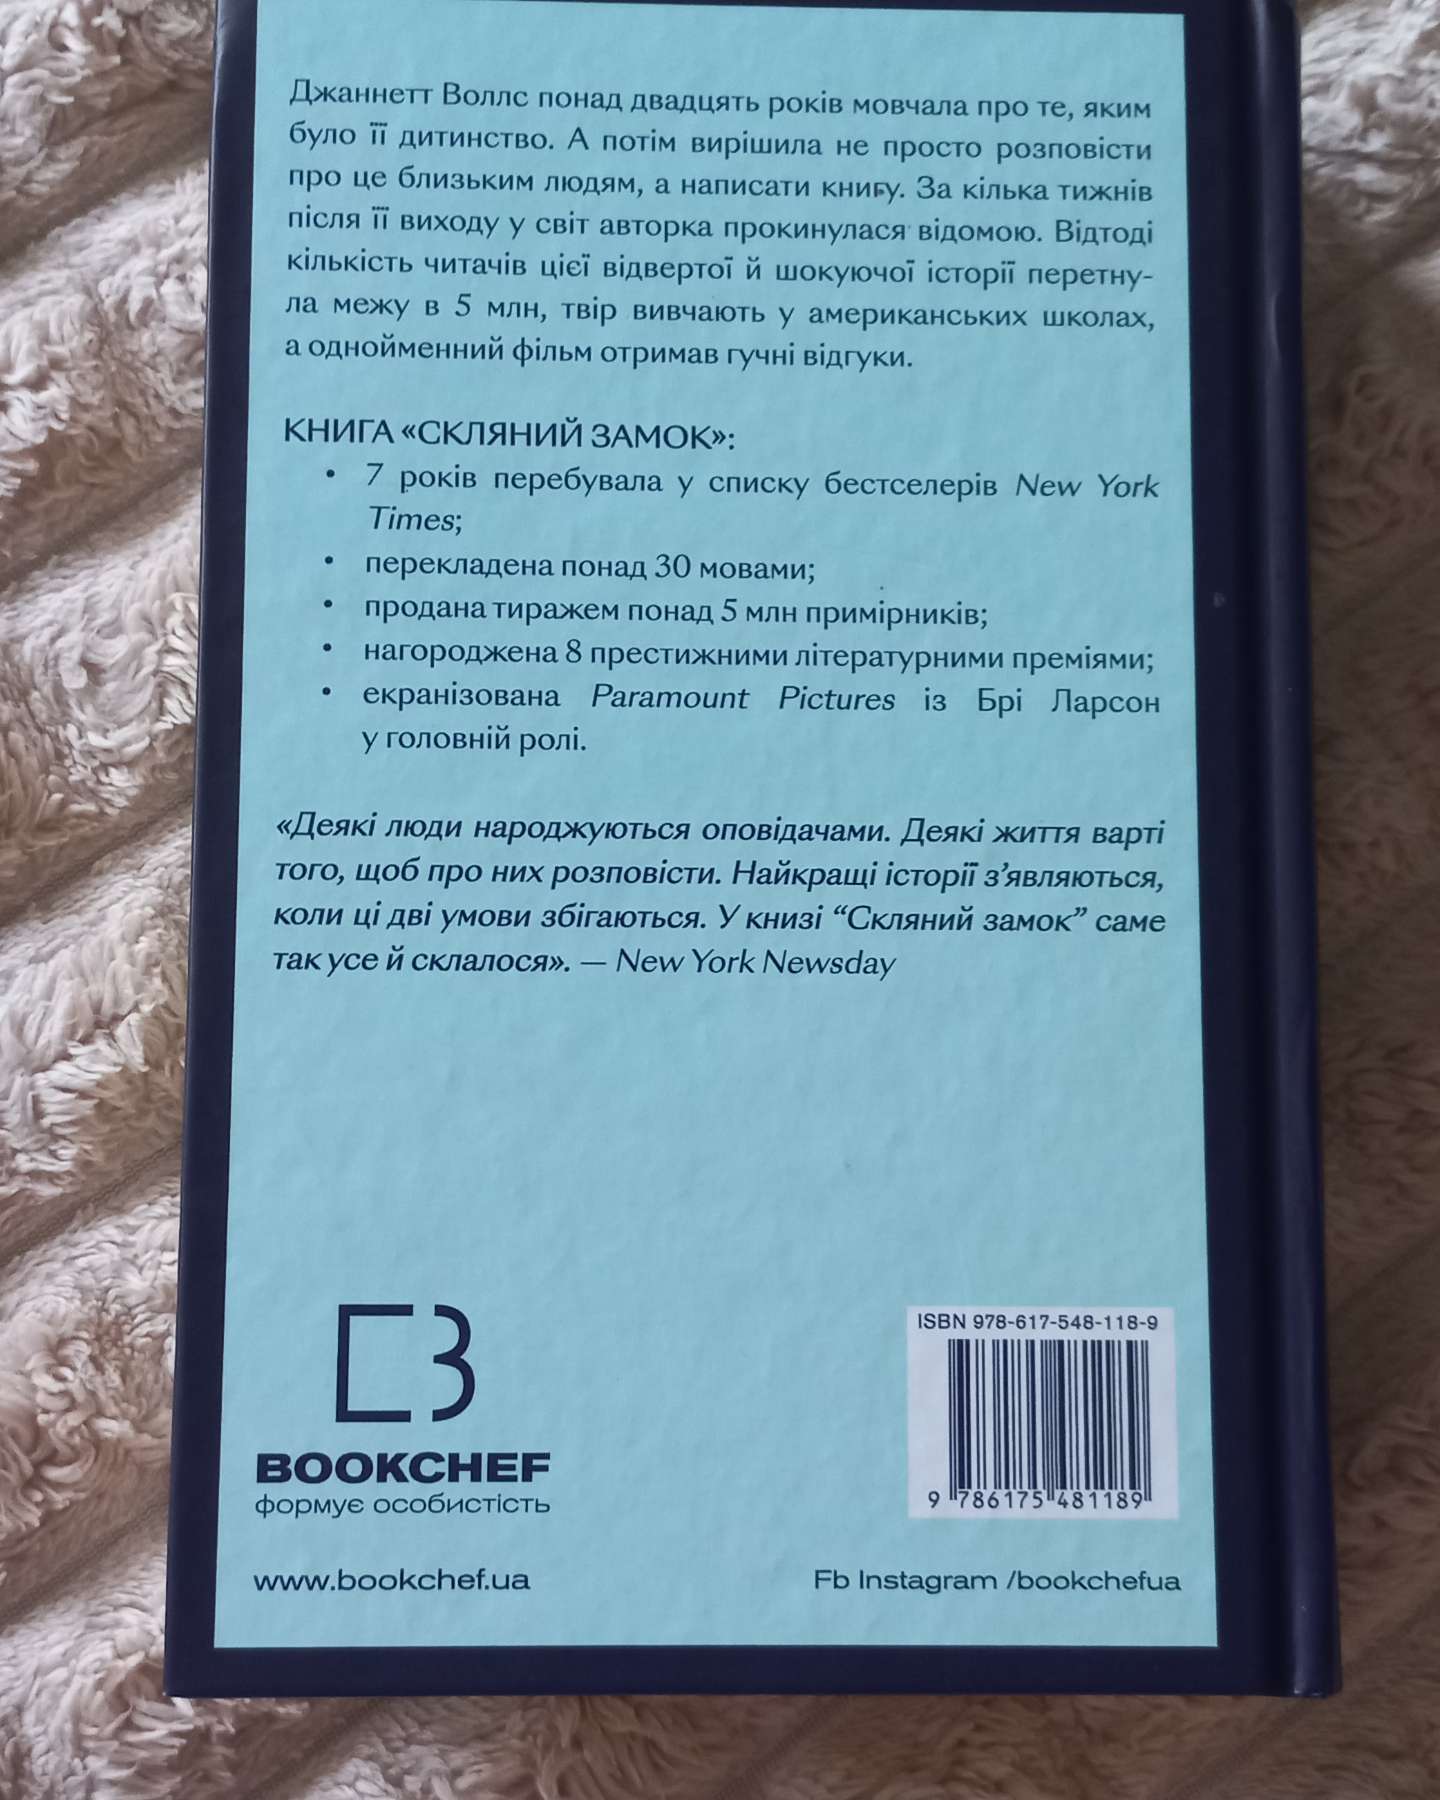 Джаннетт Воллс понад двадцять років мовчала про те, яким
було її дитинство. А потім вирішила не просто розповісти
про це близьким людям, а написати книгу. За кілька тижнів
після її виходу у світ авторка прокинулася відомою. Відтоді
кількість читачів цієї відвертої й шокуючої історії перетну-
ла межу в 5 млн, твір вивчають у американських школах,
а однойменний фільм отримав гучні відгуки.
КНИГА «СКЛЯНИЙ ЗАМОК»:
• 7 років перебувала у списку бестселерів New York
Times;
• перекладена понад 30 мовами;
• продана тиражем понад 5 млн примірників;
• нагороджена 8 престижними літературними преміями;
• екранізована Paramount Pictures із Брі Ларсон
у головній ролі.
«Деякі люди народжуються оповідачами. Деякі життя варті
того, щоб про них розповісти. Найкращі історії з’являються,
коли ці дві умови збігаються. У книзі “Скляний замок” саме
так усе й склалося». — New York Newsday
BOOKCHEF
формує особистість
www.bookchef.ua
ISBN 978-617-548-118-9
9 786175 481189
Fb Instagram /bookchefua